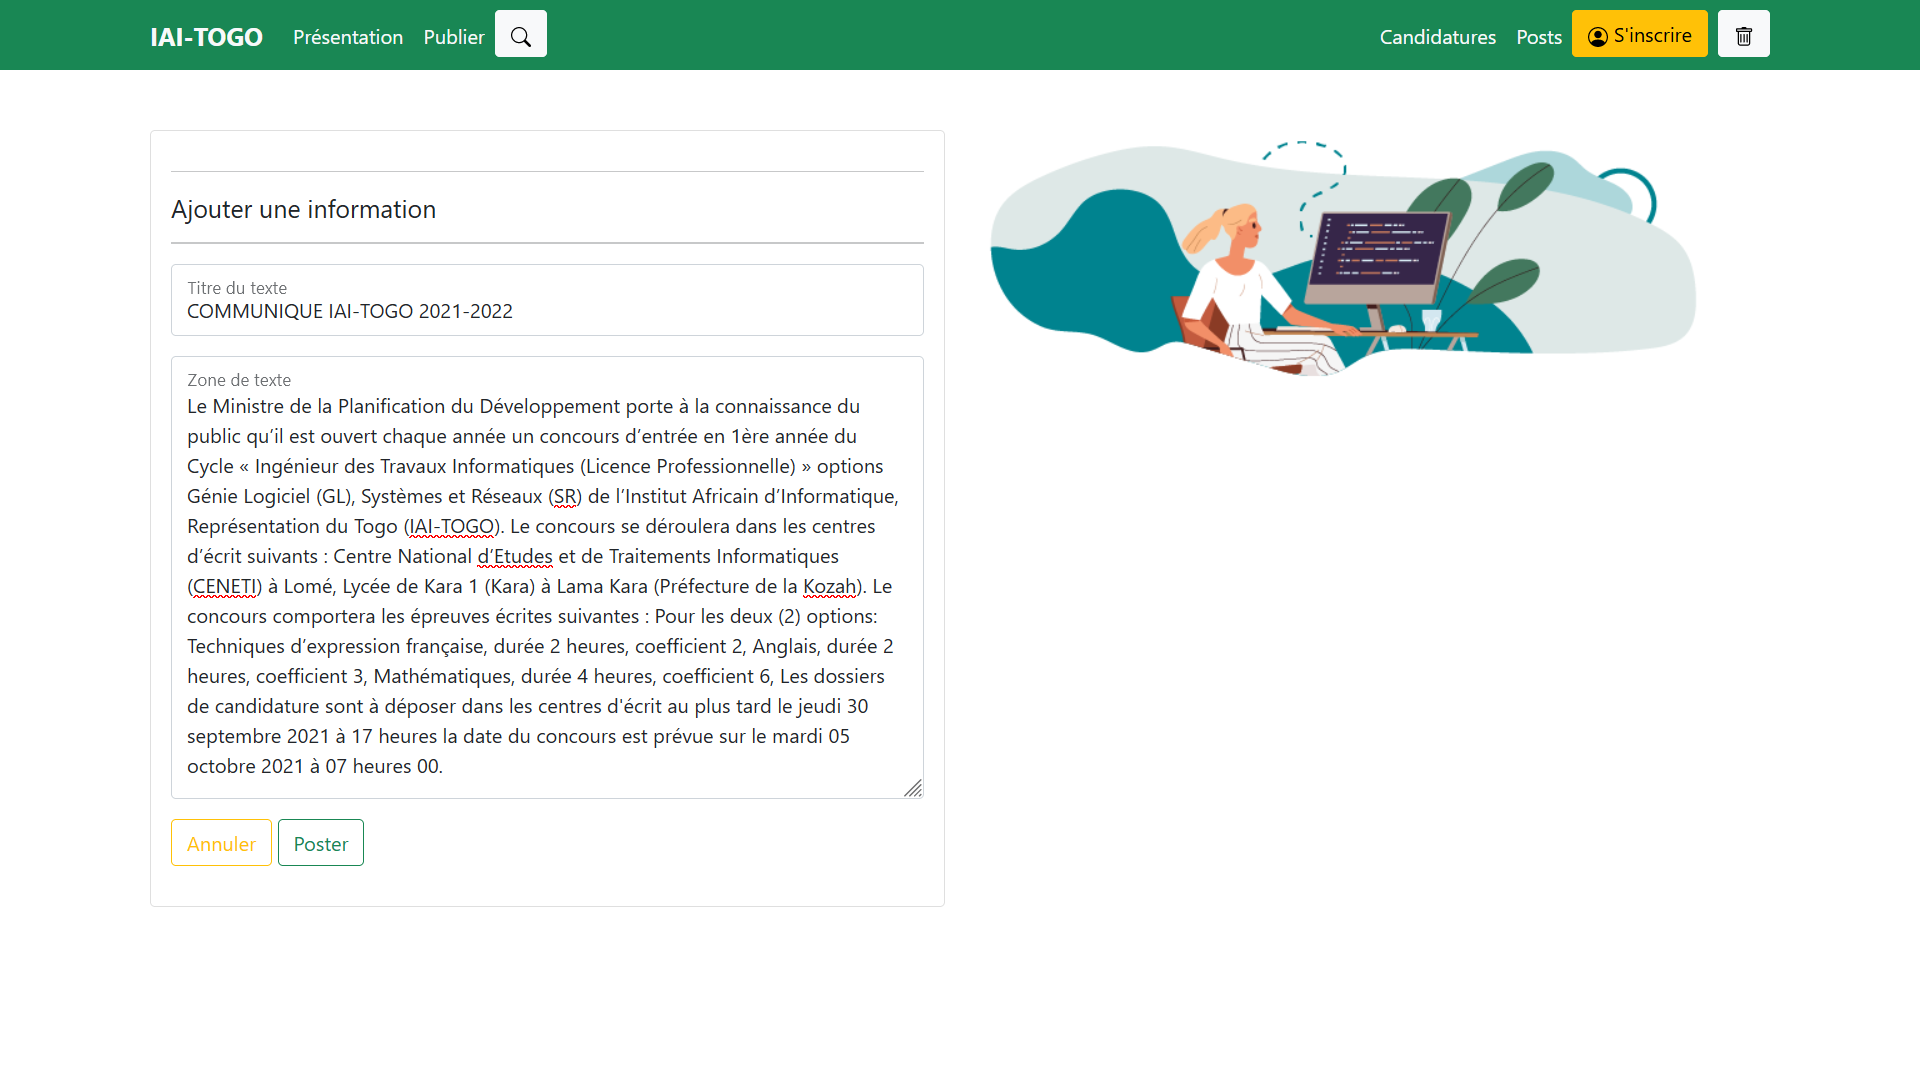 IAI-TOGO Présentation Publier Candidatures Posts S'inscrire
Ajouter une information
Titre du texte
COMMUNIQUE IAI-TOGO 2021-2022
Zone de texte
Le Ministre de la Planification du Développement porte à la connaissance du
public qu’il est ouvert chaque année un concours d’entrée en 1ère année du
Cycle « Ingénieur des Travaux Informatiques (Licence Professionnelle) » options
Génie Logiciel (GL), Systèmes et Réseaux (SR) de l’Institut Africain d’Informatique,
Représentation du Togo (IAI-TOGO). Le concours se déroulera dans les centres
d’écrit suivants : Centre National d’Etudes et de Traitements Informatiques
(CENETI) à Lomé, Lycée de Kara 1 (Kara) à Lama Kara (Préfecture de la Kozah). Le
concours comportera les épreuves écrites suivantes : Pour les deux (2) options:
Techniques d’expression française, durée 2 heures, coefficient 2, Anglais, durée 2
heures, coefficient 3, Mathématiques, durée 4 heures, coefficient 6, Les dossiers
de candidature sont à déposer dans les centres d'écrit au plus tard le jeudi 30
septembre 2021 à 17 heures la date du concours est prévue sur le mardi 05
octobre 2021 à 07 heures 00.
Annuler Poster